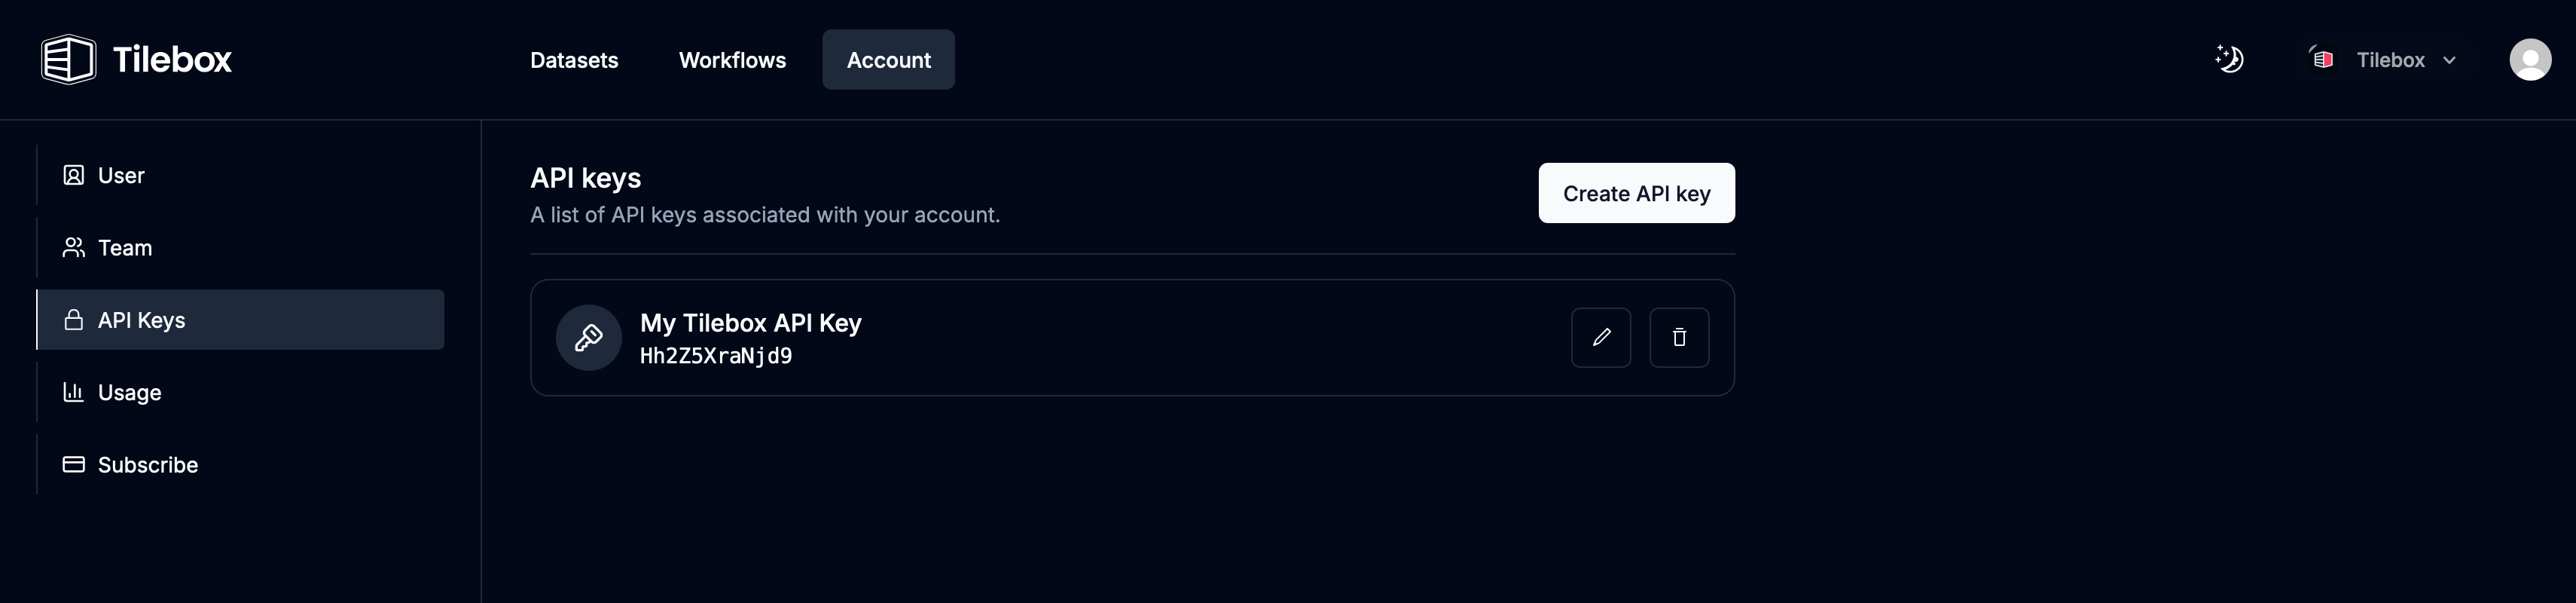 Tilebox
Datasets
Workflows
Account
Tilebox
User
Team
API Keys
Usage
Subscribe
API keys
A list of API keys associated with your account.
Create API key
My Tilebox API Key
Hh2Z5XraNjd9